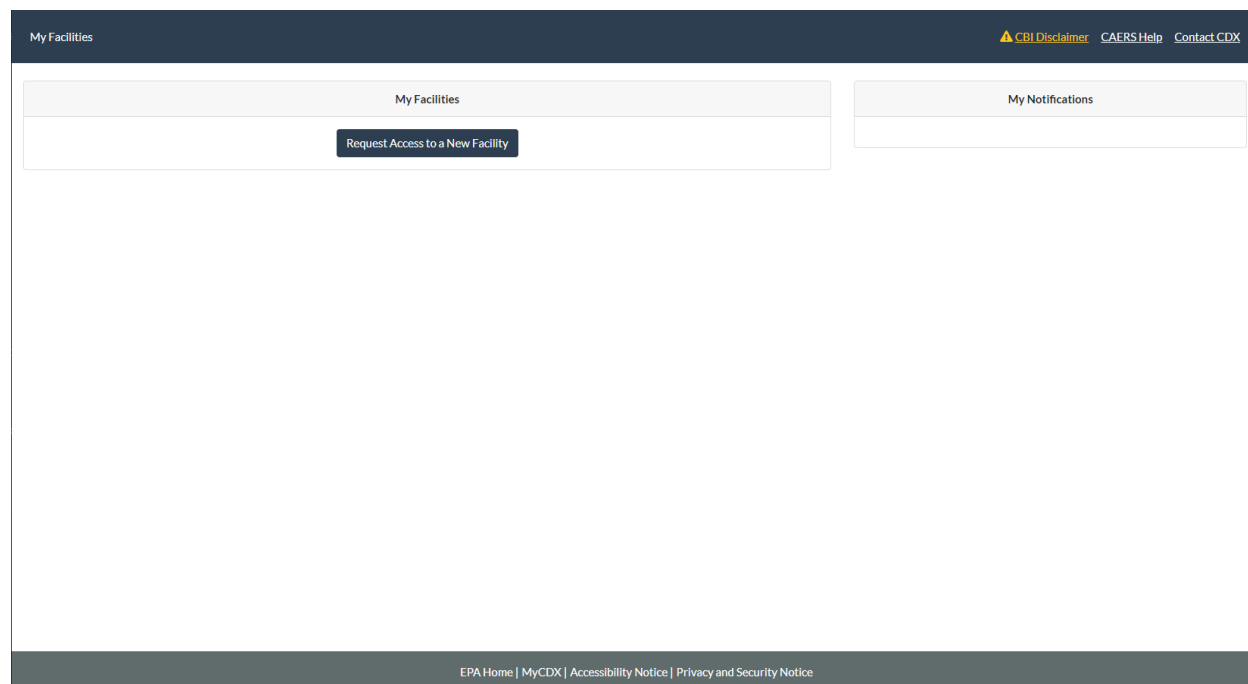 My Facilities
CBI Disclaimer CAERS Help Contact CDX
My Facilities
Request Access to a New Facility
My Notifications
EPA Home | MyCDX | Accessibility Notice | Privacy and Security Notice